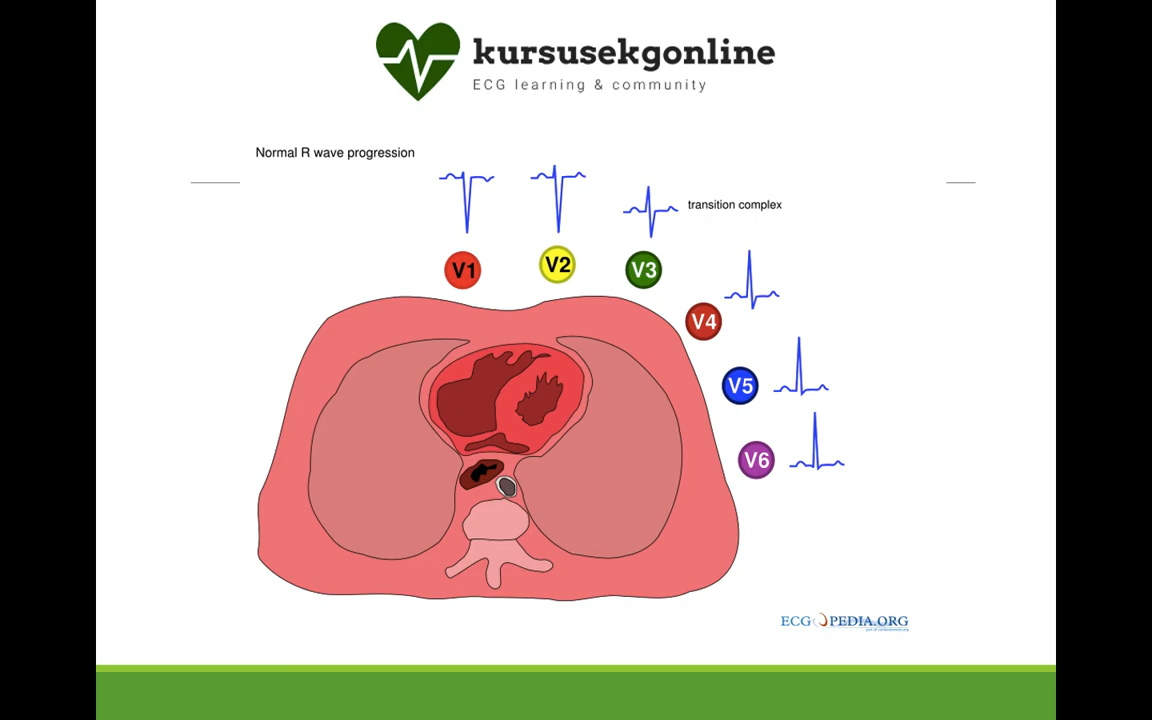 kursusekgonline
ECG learning & community
Normal R wave progression
transition complex
V1
V2
V3
V4
V5
V6
ECGPEDIA.ORG